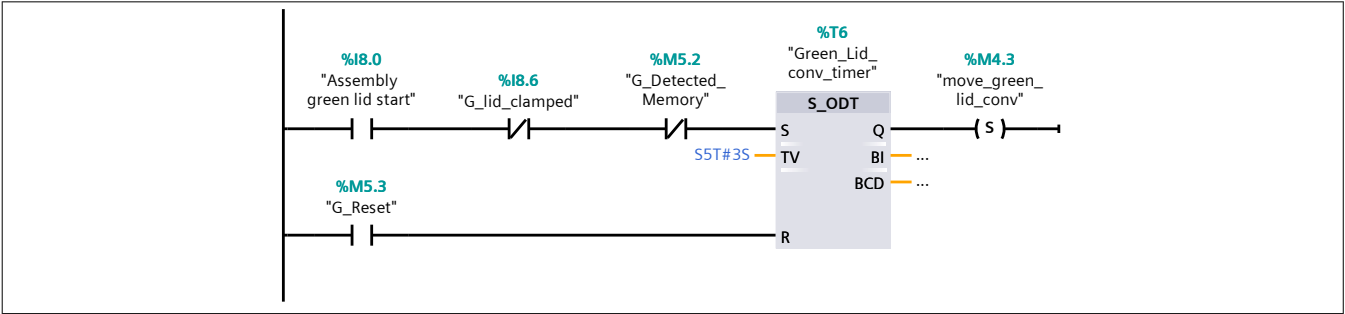 %T6
"Green_Lid_
conv_timer"
%I8.0
"Assembly
green lid start"
%I8.6
"G_lid_clamped"
%M5.2
"G_Detected_
Memory"
%M4.3
"move_green_
lid_conv"
S_ODT
S Q
( S )
S5T#3S TV BI ...
BCD ...
%M5.3
"G_Reset"
R